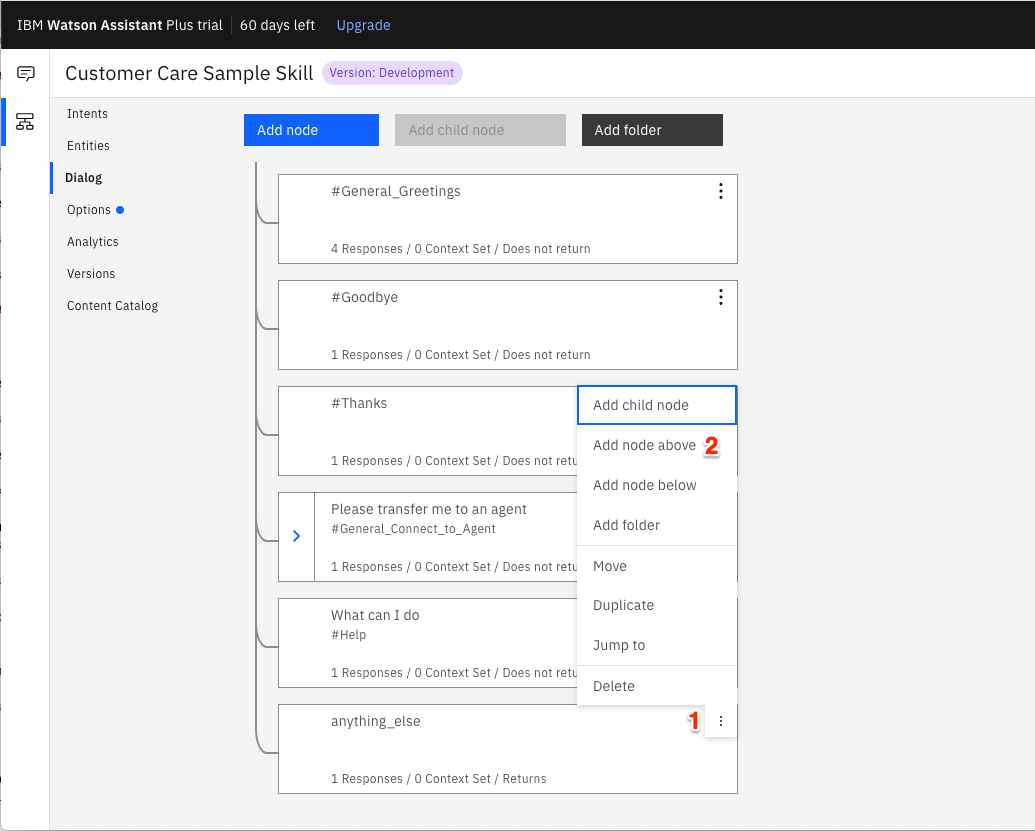 IBM Watson Assistant Plus trial 60 days left Upgrade
Customer Care Sample Skill Version: Development
Intents
Entities
Dialog
Options
Analytics
Versions
Content Catalog
Add node Add child node Add folder
#General_Greetings
4 Responses / 0 Context Set / Does not return
#Goodbye
1 Responses / 0 Context Set / Does not return
#Thanks
1 Responses / 0 Context Set / Does not retu
Please transfer me to an agent
#General_Connect_to_Agent
1 Responses / 0 Context Set / Does not retu
What can I do
#Help
1 Responses / 0 Context Set / Does not retu
Add child node
Add node above 2
Add node below
Add folder
Move
Duplicate
Jump to
Delete
anything_else 1
1 Responses / 0 Context Set / Returns